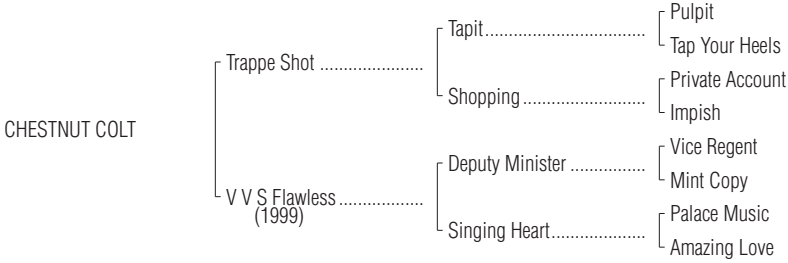 Pulpit
Tapit..................................
Tap Your Heels
Trappe Shot ......................
Private Account
Shopping..........................
Impish
CHESTNUT COLT
Vice Regent
Deputy Minister ................
Mint Copy
V V S Flawless..................
(1999)
Palace Music
Singing Heart....................
Amazing Love